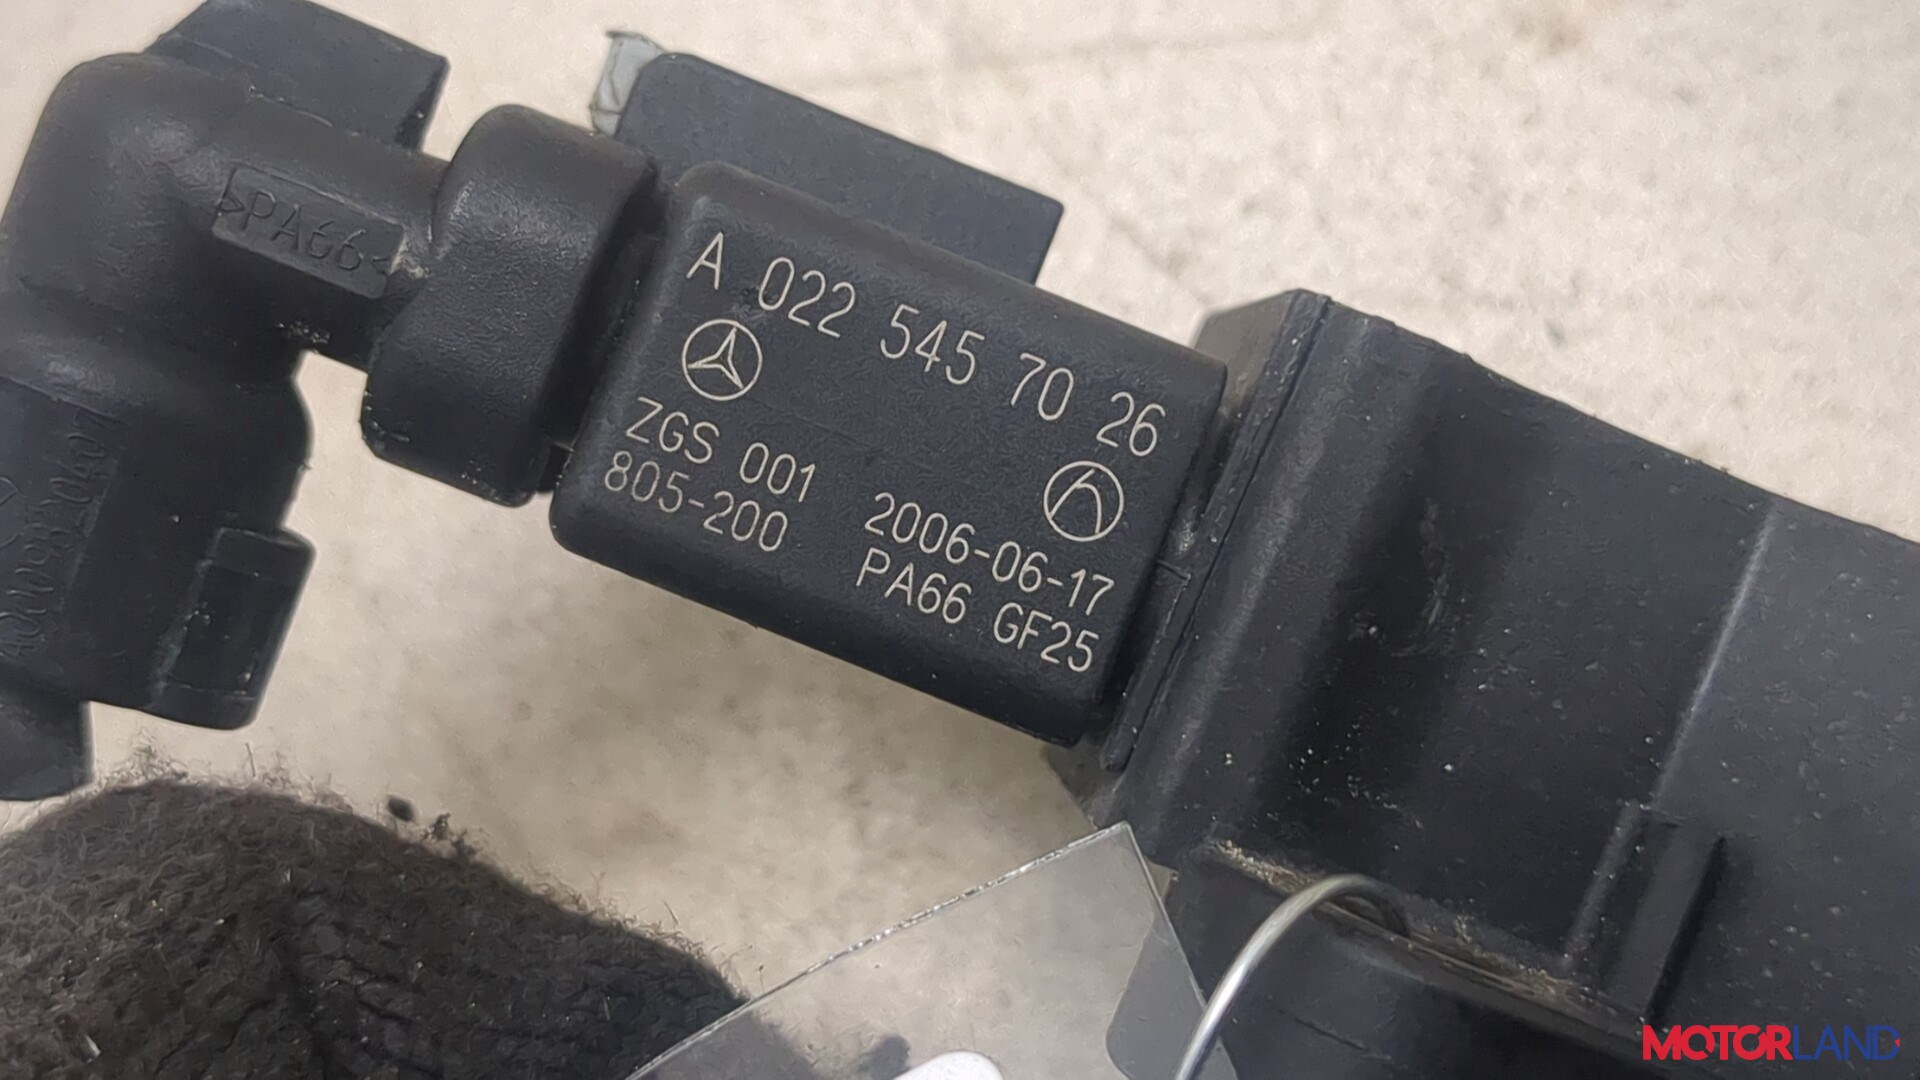 >PA66<
A 022 545 70 26
ZGS 001
805-200
2006-06-17
PA66 GF25
MOTORLAND